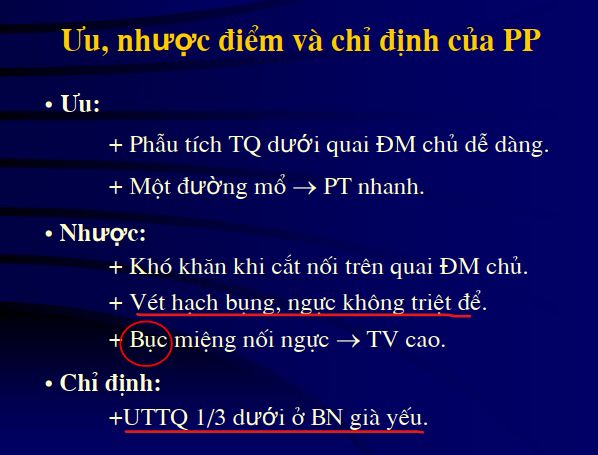 Ưu, nhược điểm và chỉ định của PP
• Ưu:
+ Phẫu tích TQ dưới quai ĐM chủ dễ dàng.
+ Một đường mổ → PT nhanh.
• Nhược:
+ Khó khăn khi cắt nối trên quai ĐM chủ.
+ Vét hạch bụng, ngực không triệt để.
+ Bục miệng nối ngực → TV cao.
• Chỉ định:
+UTTQ 1/3 dưới ở BN già yếu.